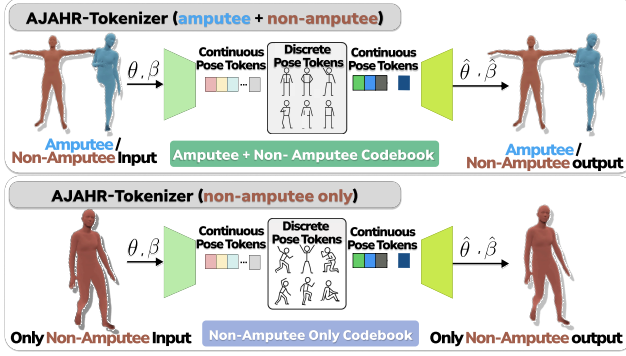 AJAHR-Tokenizer (amputee + non-amputee)
Continuous
Pose Tokens
Discrete
Pose Tokens
Continuous
Pose Tokens
θ, β
...
θ̂ , β̂
Amputee /
Non-Amputee Input
Amputee + Non- Amputee Codebook
Amputee /
Non-Amputee output
AJAHR-Tokenizer (non-amputee only)
Continuous
Pose Tokens
Discrete
Pose Tokens
Continuous
Pose Tokens
θ, β
...
θ̂ , β̂
Only Non-Amputee Input
Non-Amputee Only Codebook
Only Non-Amputee output